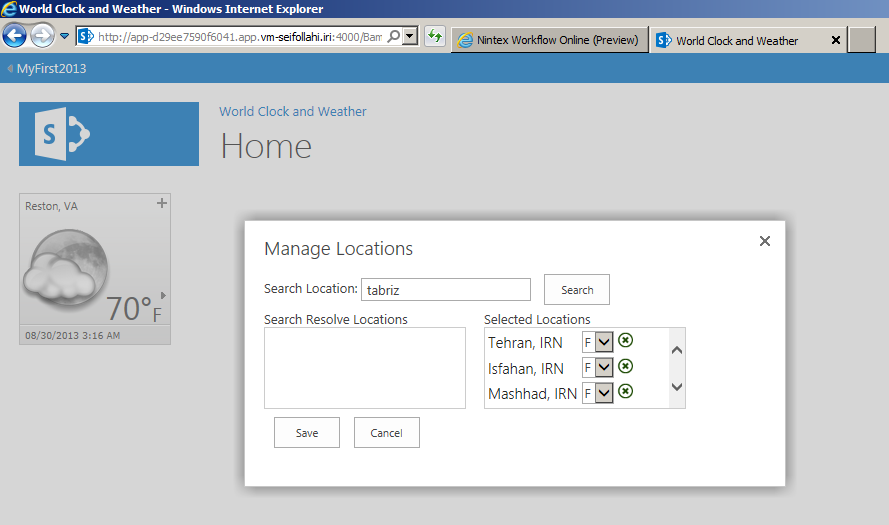 World Clock and Weather - Windows Internet Explorer
http://app-d29ee7590f6041.app.vm-seifollahi.iri:4000/Bam
Nintex Workflow Online (Preview)
World Clock and Weather
MyFirst2013
S
World Clock and Weather
Home
Reston, VA
70°F
08/30/2013 3:16 AM
Manage Locations
Search Location: tabriz Search
Search Resolve Locations
Selected Locations
Tehran, IRN F
Isfahan, IRN F
Mashhad, IRN F
Save Cancel